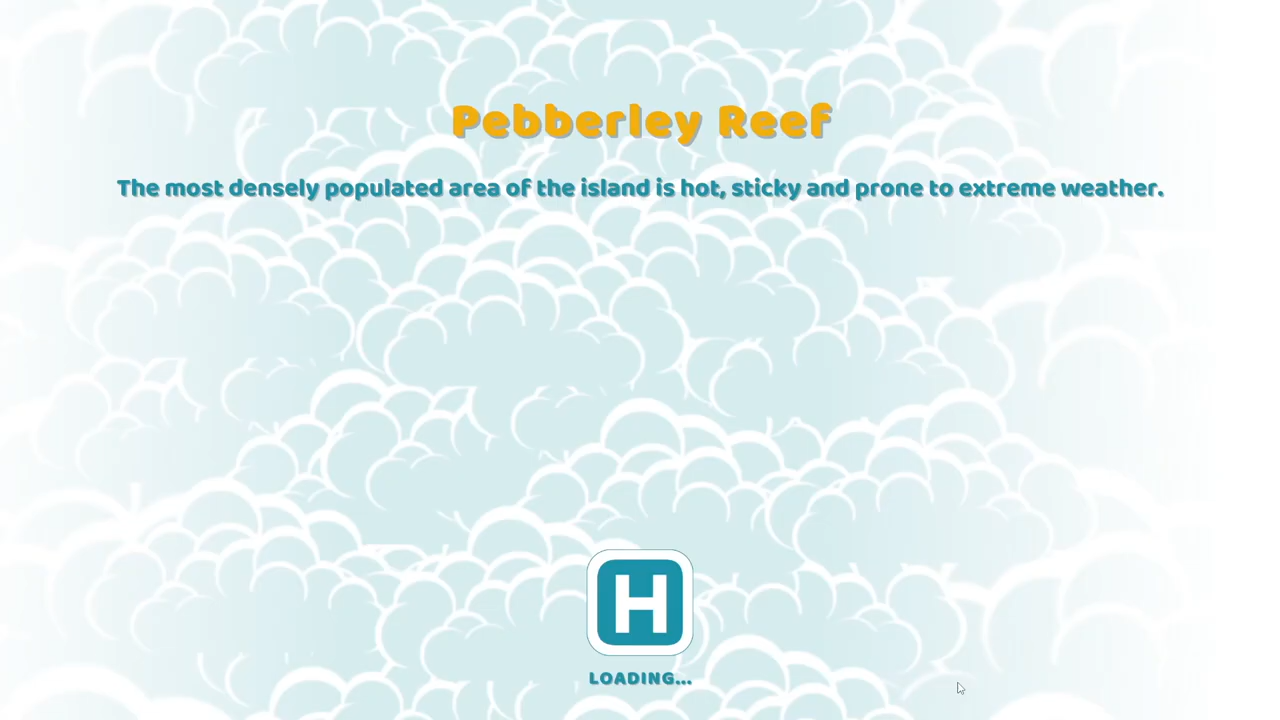 Pebberley Reef
The most densely populated area of the island is hot, sticky and prone to extreme weather.
H
LOADING...